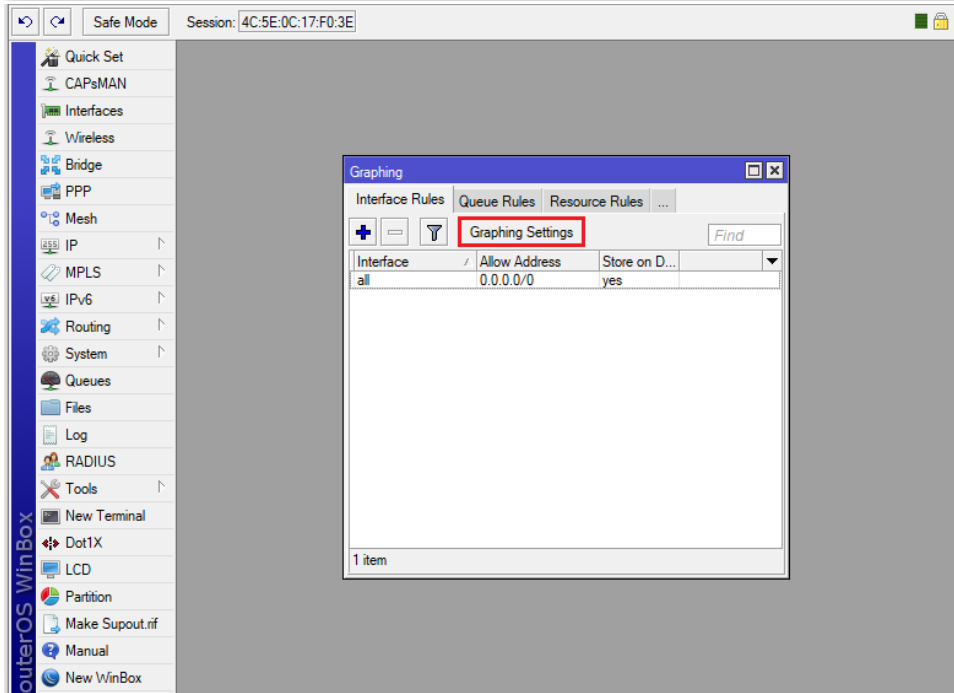 Safe Mode Session: 4C:5E:0C:17:F0:3E
Quick Set
CAPsMAN
Interfaces
Wireless
Bridge
PPP
Mesh
255 IP
MPLS
v6 IPv6
Routing
System
Queues
Files
Log
RADIUS
Tools
New Terminal
Dot1X
LCD
Partition
Make Supout.rif
Manual
New WinBox
outerOS WinBox
Graphing
Interface Rules Queue Rules Resource Rules ...
Graphing Settings Find
Interface Allow Address Store on D...
all 0.0.0.0/0 yes
1 item